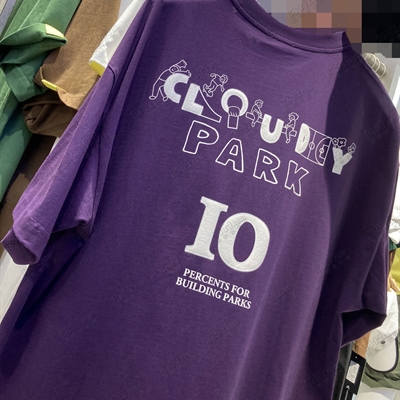 CLOUDY
PARK
10
PERCENTS FOR
BUILDING PARKS